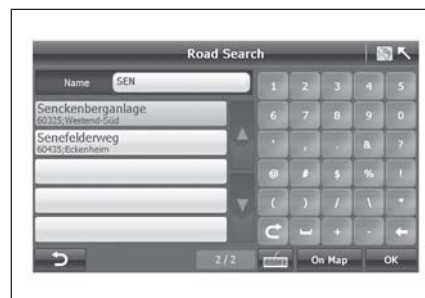 Road Search
Name SEN
Senckenberganlage
60325;Westend-Süd
Senefelderweg
60435;Eckenheim
1 2 3 4 5
6 7 8 9 0
' , . & ?
@ # $ % !
( ) / \ *
+ -
2/2 On Map OK